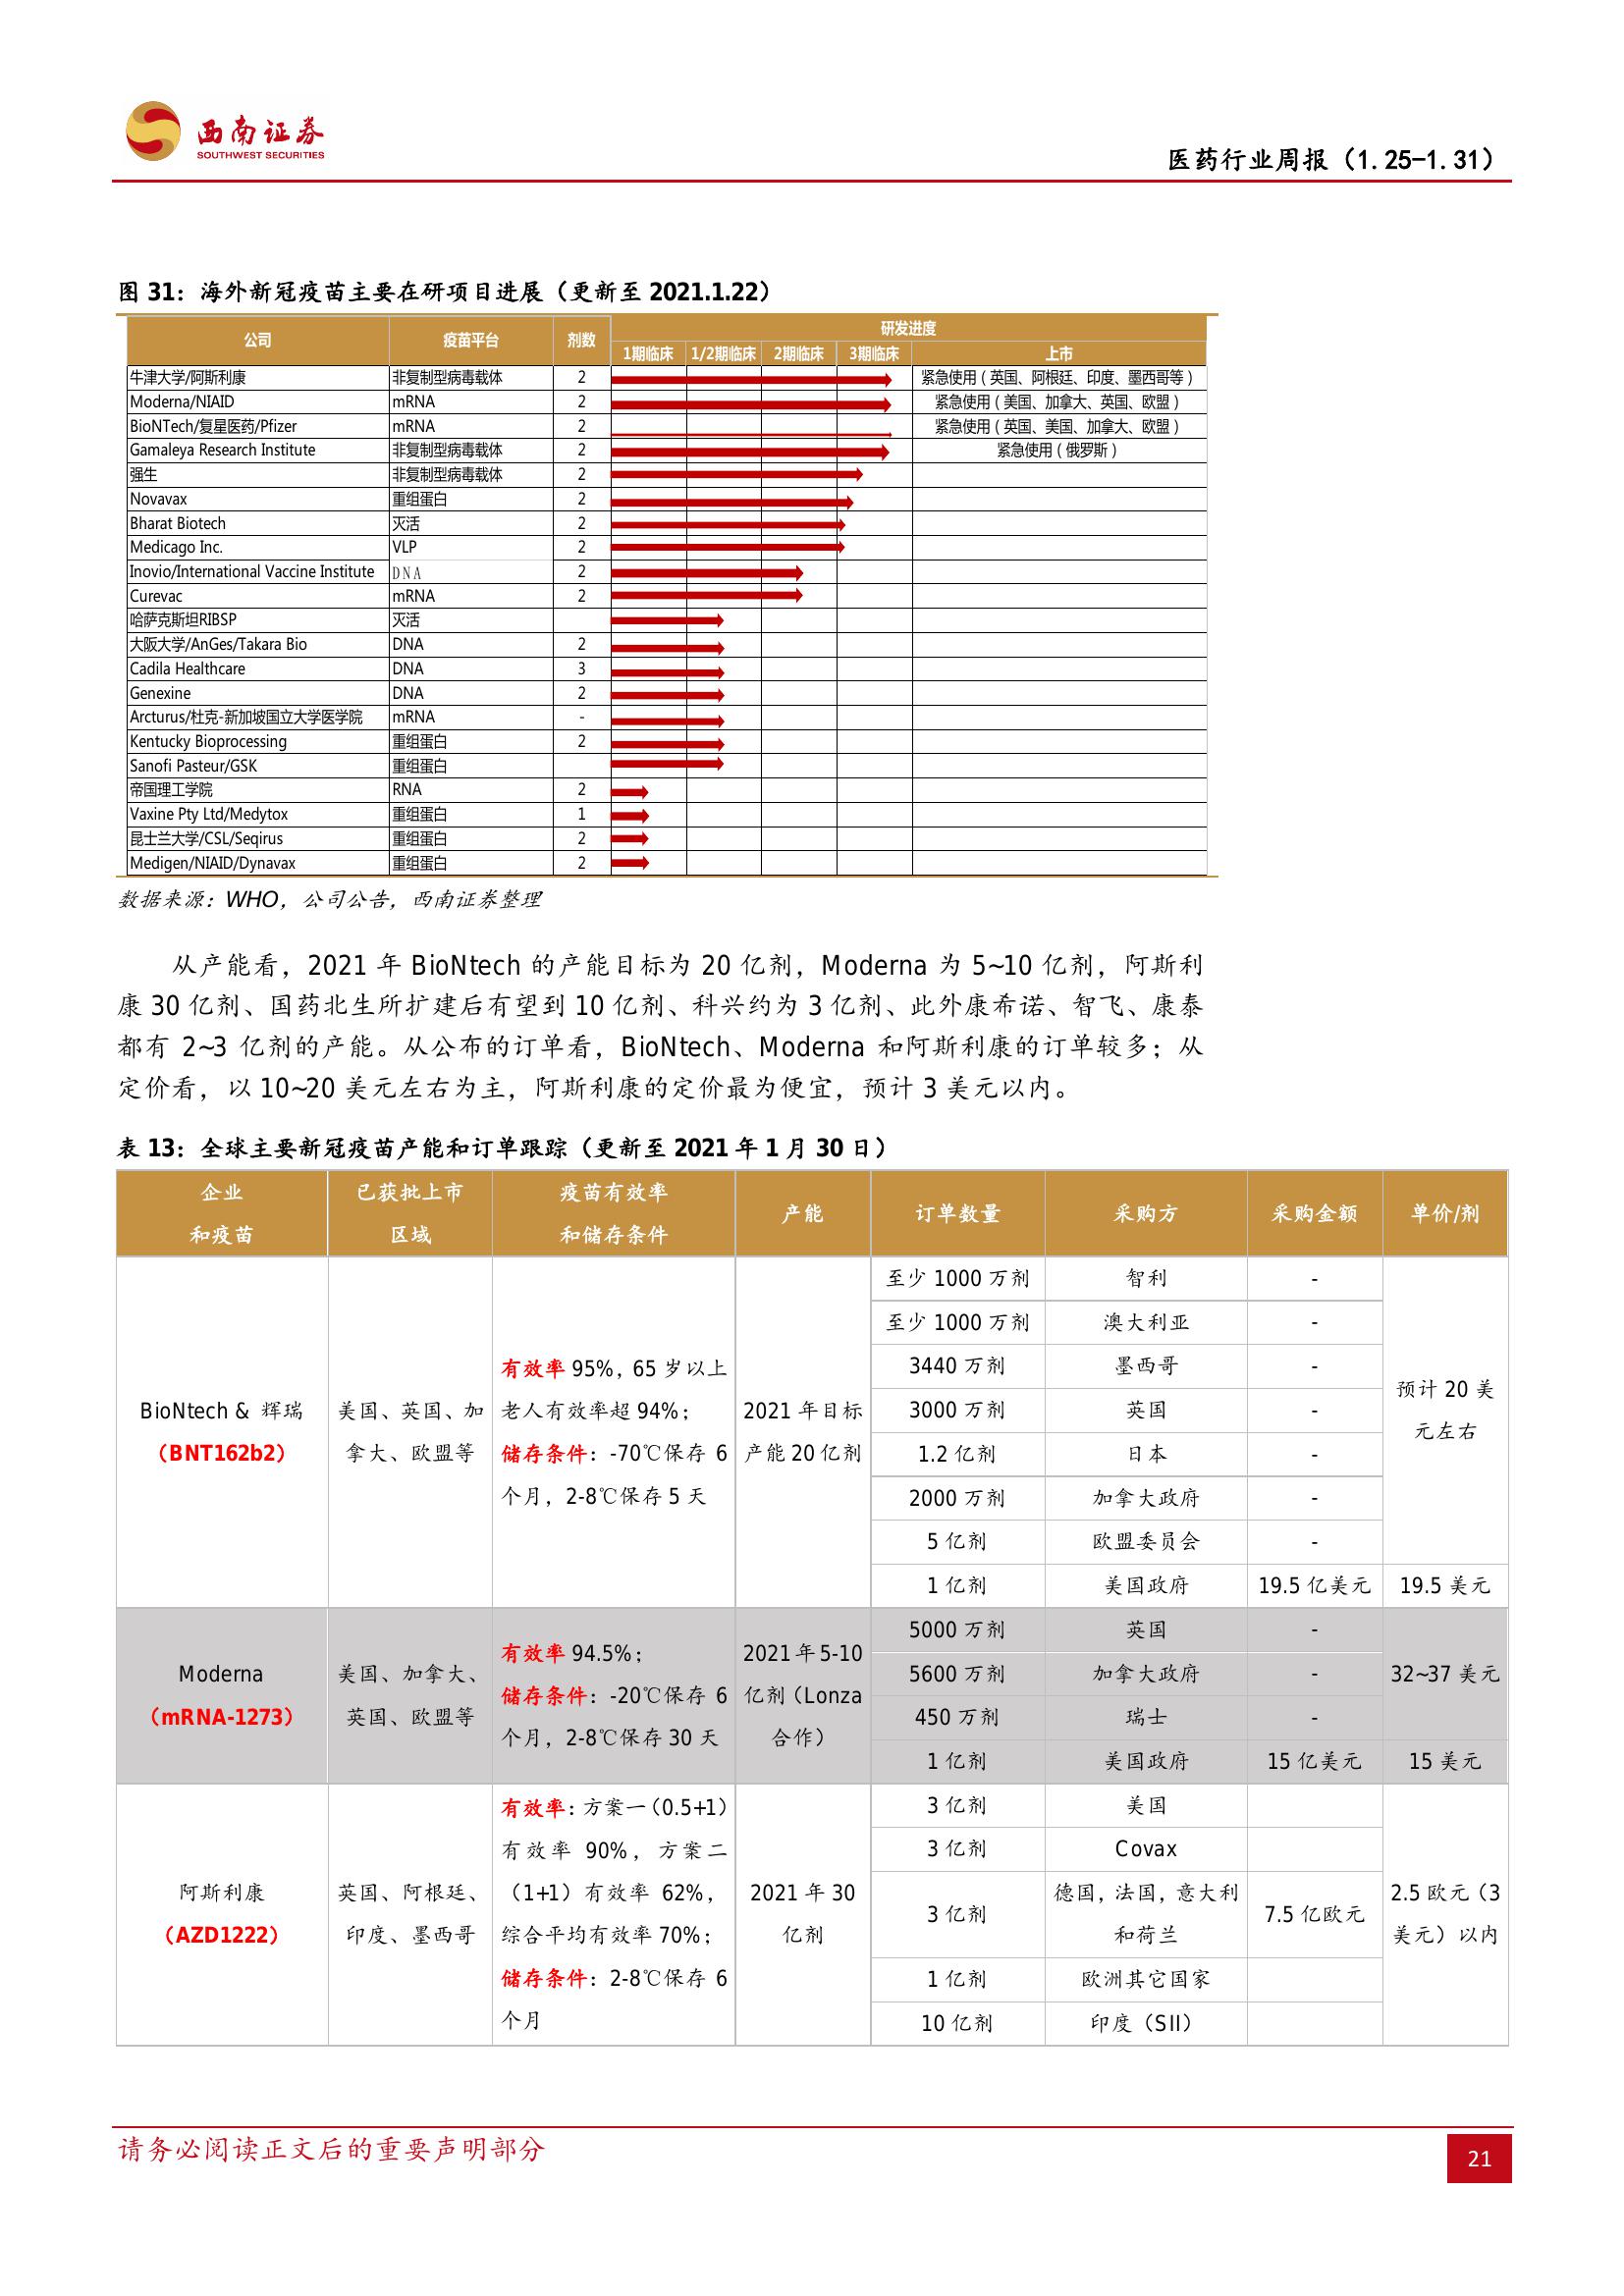 西南证券
SOUTHWEST SECURITIES
医药行业周报（1.25-1.31）
图 31：海外新冠疫苗主要在研项目进展（更新至 2021.1.22）
公司 疫苗平台 剂数 研发进度
1期临床 1/2期临床 2期临床 3期临床 上市
牛津大学/阿斯利康 非复制型病毒载体 2 紧急使用（英国、阿根廷、印度、墨西哥等）
Moderna/NIAID mRNA 2 紧急使用（美国、加拿大、英国、欧盟）
BioNTech/复星医药/Pfizer mRNA 2 紧急使用（英国、美国、加拿大、欧盟）
Gamaleya Research Institute 非复制型病毒载体 2 紧急使用（俄罗斯）
强生 非复制型病毒载体 2
Novavax 重组蛋白 2
Bharat Biotech 灭活 2
Medicago Inc. VLP 2
Inovio/International Vaccine Institute DNA 2
Curevac mRNA 2
哈萨克斯坦RIBSP 灭活
大阪大学/AnGes/Takara Bio DNA 2
Cadila Healthcare DNA 3
Genexine DNA 2
Arcturus/杜克-新加坡国立大学医学院 mRNA -
Kentucky Bioprocessing 重组蛋白 2
Sanofi Pasteur/GSK 重组蛋白
帝国理工学院 RNA 2
Vaxine Pty Ltd/Medytox 重组蛋白 1
昆士兰大学/CSL/Seqirus 重组蛋白 2
Medigen/NIAID/Dynavax 重组蛋白 2
数据来源：WHO，公司公告，西南证券整理
从产能看，2021 年 BioNtech 的产能目标为 20 亿剂，Moderna 为 5~10 亿剂，阿斯利
康 30 亿剂、国药北生所扩建后有望到 10 亿剂、科兴约为 3 亿剂、此外康希诺、智飞、康泰
都有 2~3 亿剂的产能。从公布的订单看，BioNtech、Moderna 和阿斯利康的订单较多；从
定价看，以 10~20 美元左右为主，阿斯利康的定价最为便宜，预计 3 美元以内。
表 13：全球主要新冠疫苗产能和订单跟踪（更新至 2021 年 1 月 30 日）
企业
和疫苗
已获批上市
区域
疫苗有效率
和储存条件
产能
订单数量
采购方
采购金额
单价/剂
BioNtech & 辉瑞
（BNT162b2）
美国、英国、加
拿大、欧盟等
有效率 95%，65 岁以上
老人有效率超 94%；
储存条件：-70℃保存 6
个月，2-8℃保存 5 天
2021 年目标
产能 20 亿剂
至少 1000 万剂 智利 -
至少 1000 万剂 澳大利亚 -
3440 万剂 墨西哥 -
3000 万剂 英国 -
1.2 亿剂 日本 -
2000 万剂 加拿大政府 -
5 亿剂 欧盟委员会 -
预计 20 美
元左右
1 亿剂 美国政府 19.5 亿美元 19.5 美元
Moderna
（mRNA-1273）
美国、加拿大、
英国、欧盟等
有效率 94.5%；
储存条件：-20℃保存 6
个月，2-8℃保存 30 天
2021 年 5-10
亿剂（Lonza
合作）
5000 万剂 英国 -
5600 万剂 加拿大政府 -
450 万剂 瑞士 -
32~37 美元
1 亿剂 美国政府 15 亿美元 15 美元
阿斯利康
（AZD1222）
英国、阿根廷、
印度、墨西哥
有效率：方案一（0.5+1）
有效率 90%，方案二
（1+1）有效率 62%，
综合平均有效率 70%；
储存条件：2-8℃保存 6
个月
2021 年 30
亿剂
3 亿剂 美国
3 亿剂 Covax
3 亿剂
德国，法国，意大利
和荷兰
7.5 亿欧元
1 亿剂 欧洲其它国家
10 亿剂 印度（SII）
2.5 欧元（3
美元）以内
请务必阅读正文后的重要声明部分
21